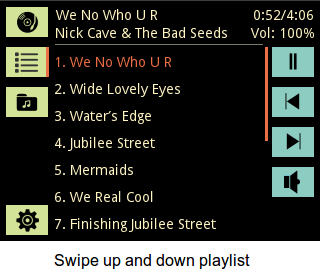 We No Who U R 0:52/4:06
Nick Cave & The Bad Seeds Vol: 100%
1. We No Who U R
2. Wide Lovely Eyes
3. Water's Edge
4. Jubilee Street
5. Mermaids
6. We Real Cool
7. Finishing Jubilee Street
Swipe up and down playlist